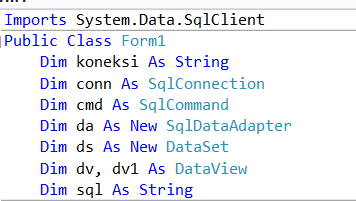 Imports System.Data.SqlClient
Public Class Form1
Dim koneksi As String
Dim conn As SqlConnection
Dim cmd As SqlCommand
Dim da As New SqlDataAdapter
Dim ds As New DataSet
Dim dv, dv1 As DataView
Dim sql As String